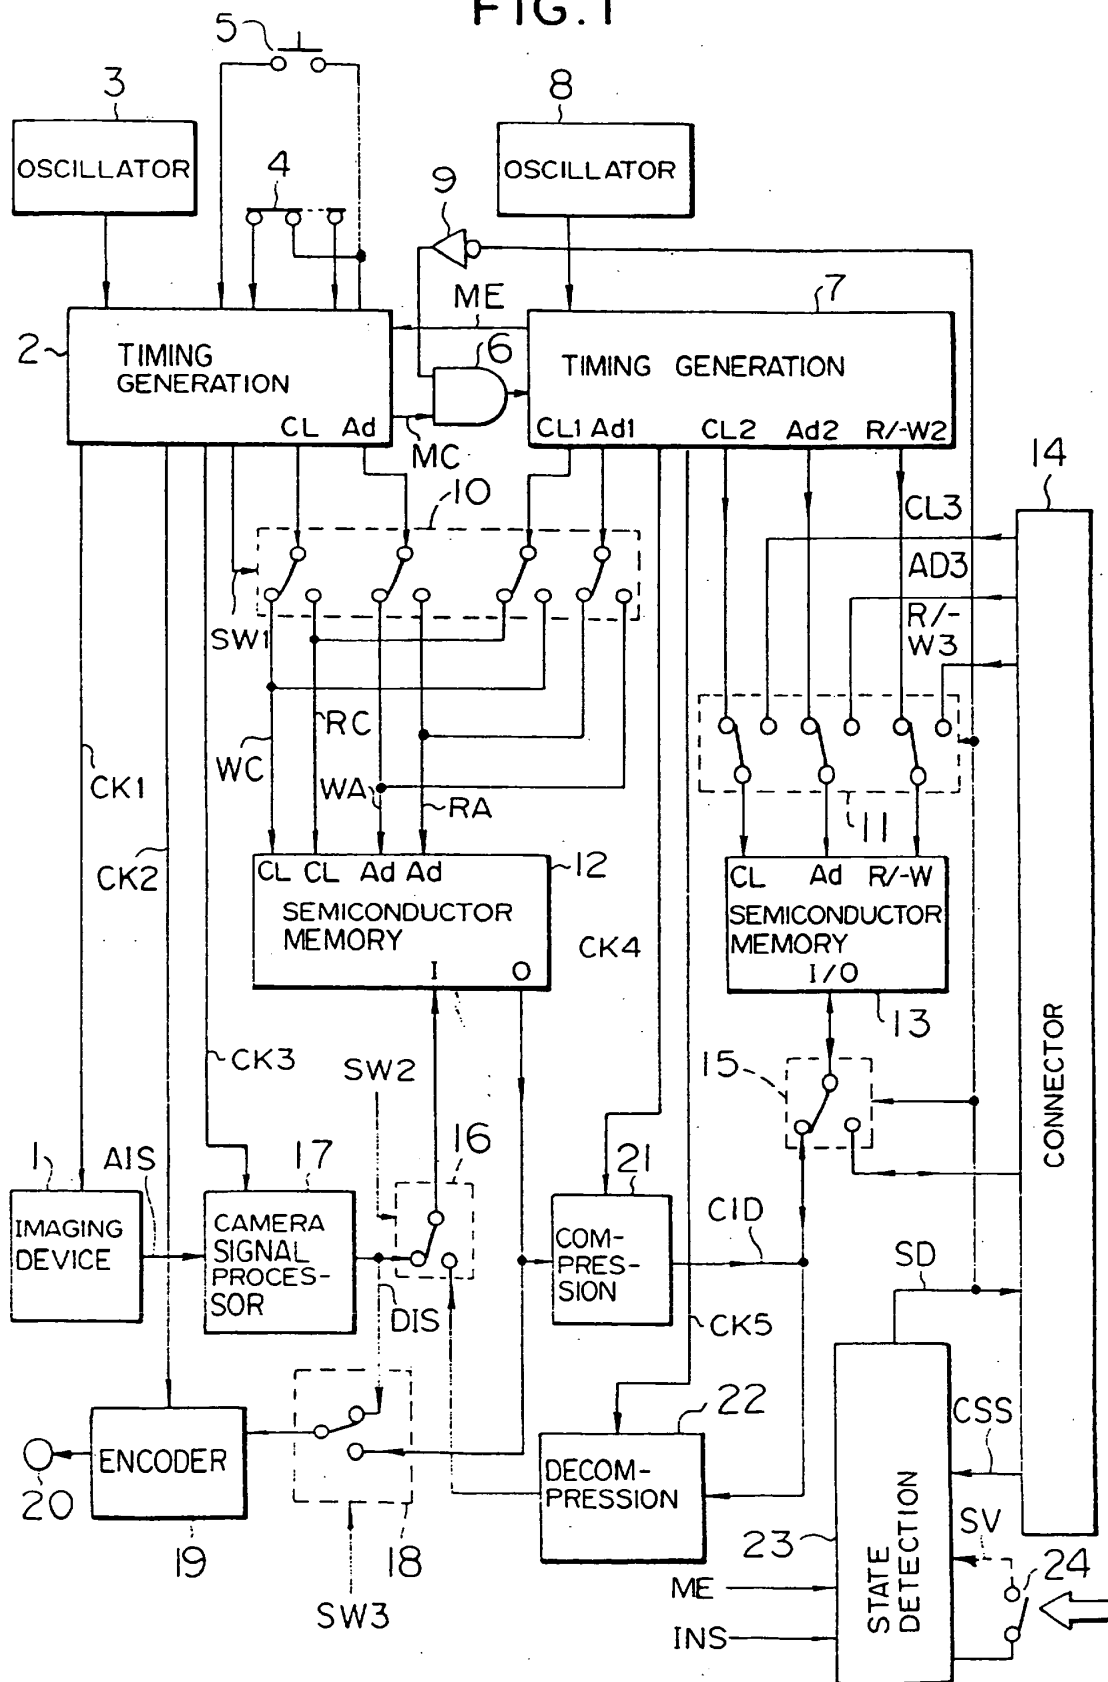 FIG. 1
5
3
8
OSCILLATOR
4
OSCILLATOR
9
ME
7
2
TIMING
GENERATION
6
TIMING GENERATION
CL Ad
MC
CL1 Ad1 CL2 Ad2 R/-W2
14
10
CL3
AD3
R/-
W3
SW1
RC
WC
WA
RA
CK1
11
CK2
CL CL Ad Ad
12
CL Ad R/-W
SEMICONDUCTOR
MEMORY
SEMICONDUCTOR
MEMORY
CK4
I O
I/O
13
CONNECTOR
CK3
SW2
15
1
AIS
17
16
21
IMAGING
DEVICE
CAMERA
SIGNAL
PROCES-
SOR
COM-
PRES-
SION
CID
SD
DIS
CK5
22
CSS
ENCODER
DECOM-
PRESSION
20
19
18
23
SV
24
STATE
DETECTION
ME
SW3
INS